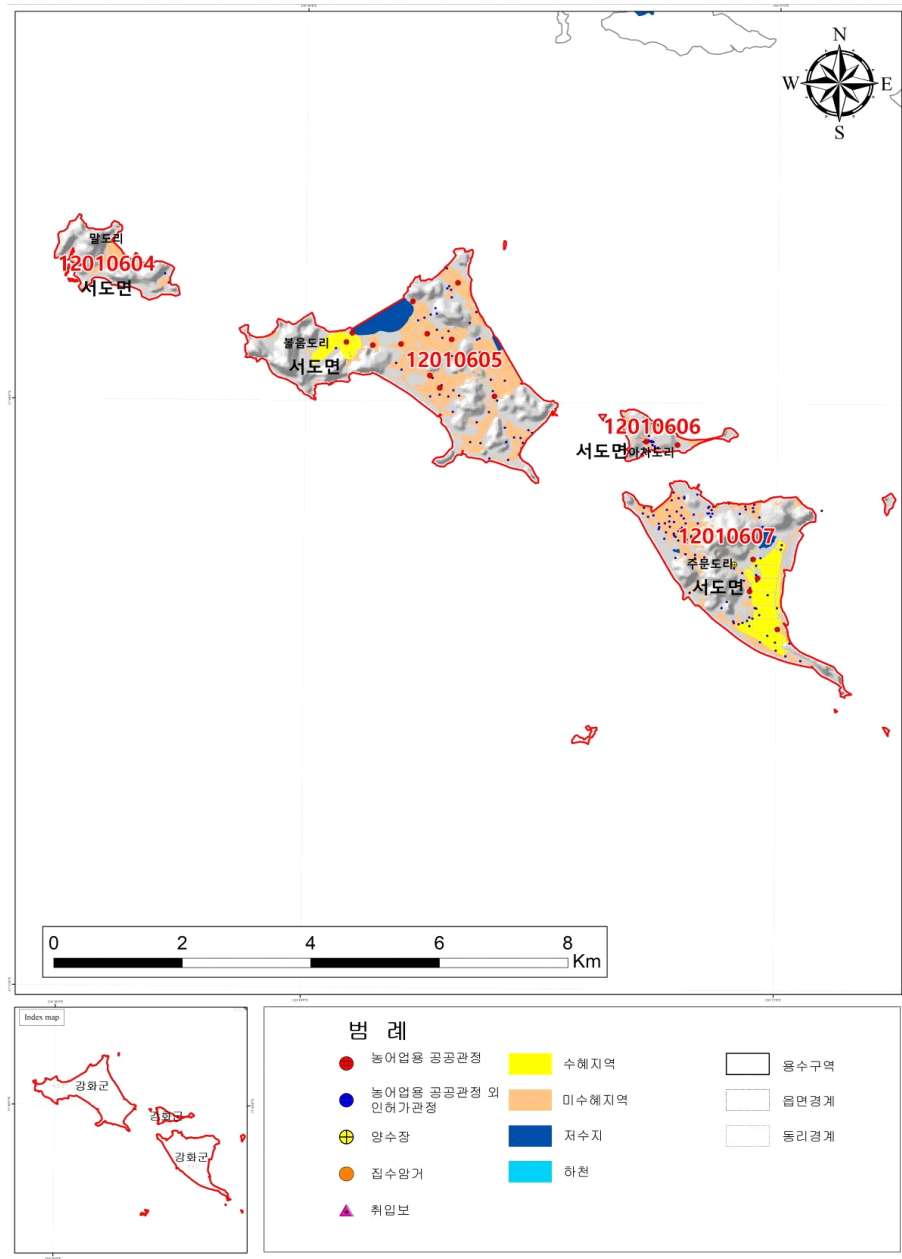 N
W
E
S
말도리
12010604
서도면
볼음도리
서도면
12010605
12010606
서도면
아차도리
12010607
주문도리
서도면
0 2 4 6 8
Km
Index map
강화군
강화군
강화군
범 례
농어업용 공공관정
농어업용 공공관정 외
인허가관정
양수장
집수암거
취입보
수혜지역
미수혜지역
저수지
하천
용수구역
읍면경계
동리경계